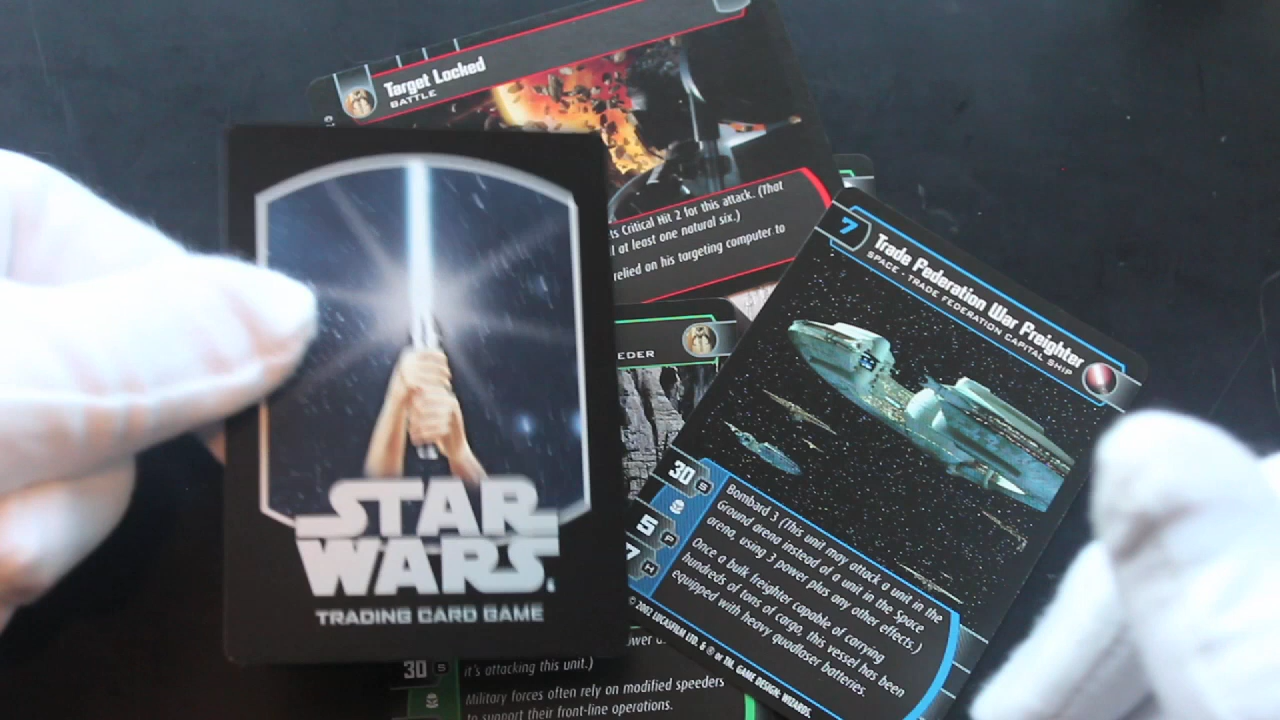 Target Locked
BATTLE
ts Critical Hit 2 for this attack. (That
l at least one natural six.)
relied on his targeting computer to
STAR
WARS.
TRADING CARD GAME
EEDER
7
Trade Federation War Freighter
SPACE · TRADE FEDERATION CAPITAL SHIP
30 S
5 P
7 H
Bombard 3 (This unit may attack a unit in the
Ground arena instead of a unit in the Space
arena, using 3 power plus any other effects.)
Once a bulk freighter capable of carrying
hundreds of tons of cargo, this vessel has been
equipped with heavy quadloser batteries.
© 2002 LUCASFILM LTD. & ® or TM. GAME DESIGN: WIZARDS.
30 S
it's attacking this unit.)
Military forces often rely on modified speeders
to support their front-line operations.